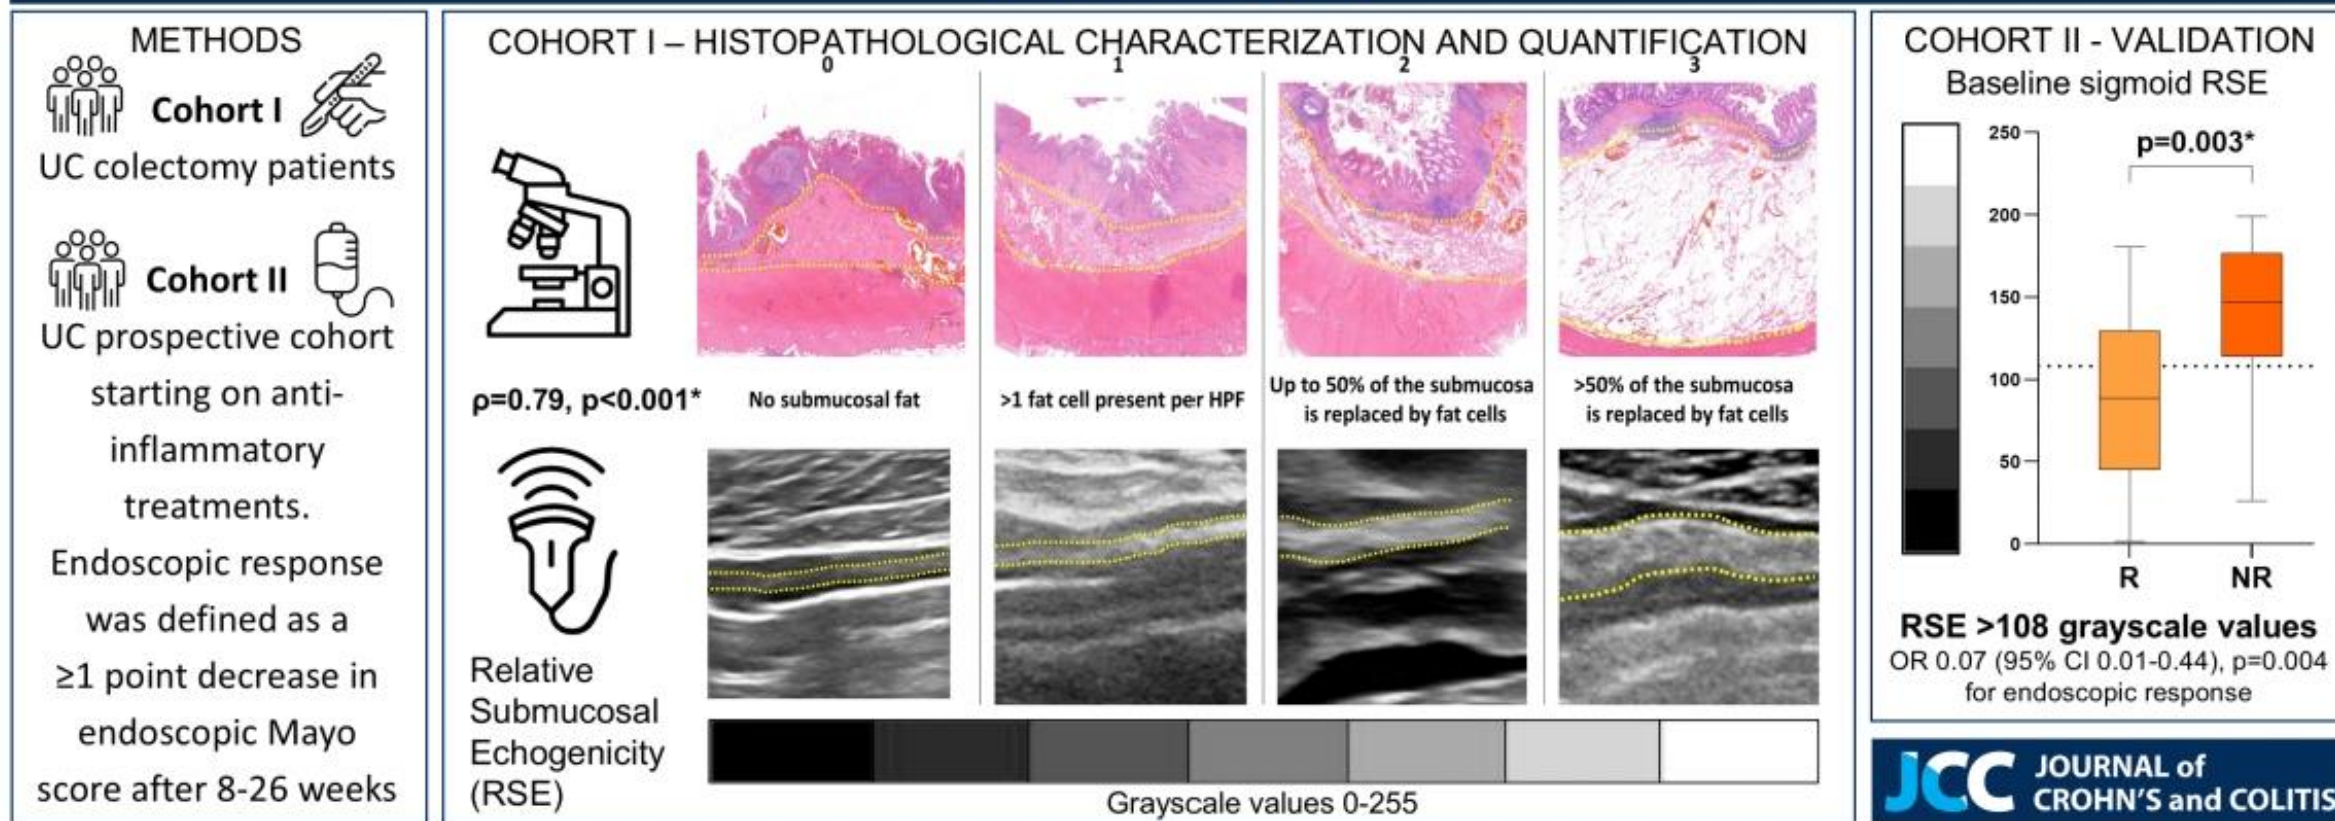 METHODS
Cohort I
UC colectomy patients
Cohort II
UC prospective cohort
starting on anti-
inflammatory
treatments.
Endoscopic response
was defined as a
≥1 point decrease in
endoscopic Mayo
score after 8-26 weeks
COHORT I – HISTOPATHOLOGICAL CHARACTERIZATION AND QUANTIFICATION
0
1
2
3
ρ=0.79, p<0.001*
No submucosal fat
>1 fat cell present per HPF
Up to 50% of the submucosa
is replaced by fat cells
>50% of the submucosa
is replaced by fat cells
Relative
Submucosal
Echogenicity
(RSE)
Grayscale values 0-255
COHORT II - VALIDATION
Baseline sigmoid RSE
p=0.003*
250
200
150
100
50
0
R
NR
RSE >108 grayscale values
OR 0.07 (95% CI 0.01-0.44), p=0.004
for endoscopic response
JCC
JOURNAL of
CROHN'S and COLITIS